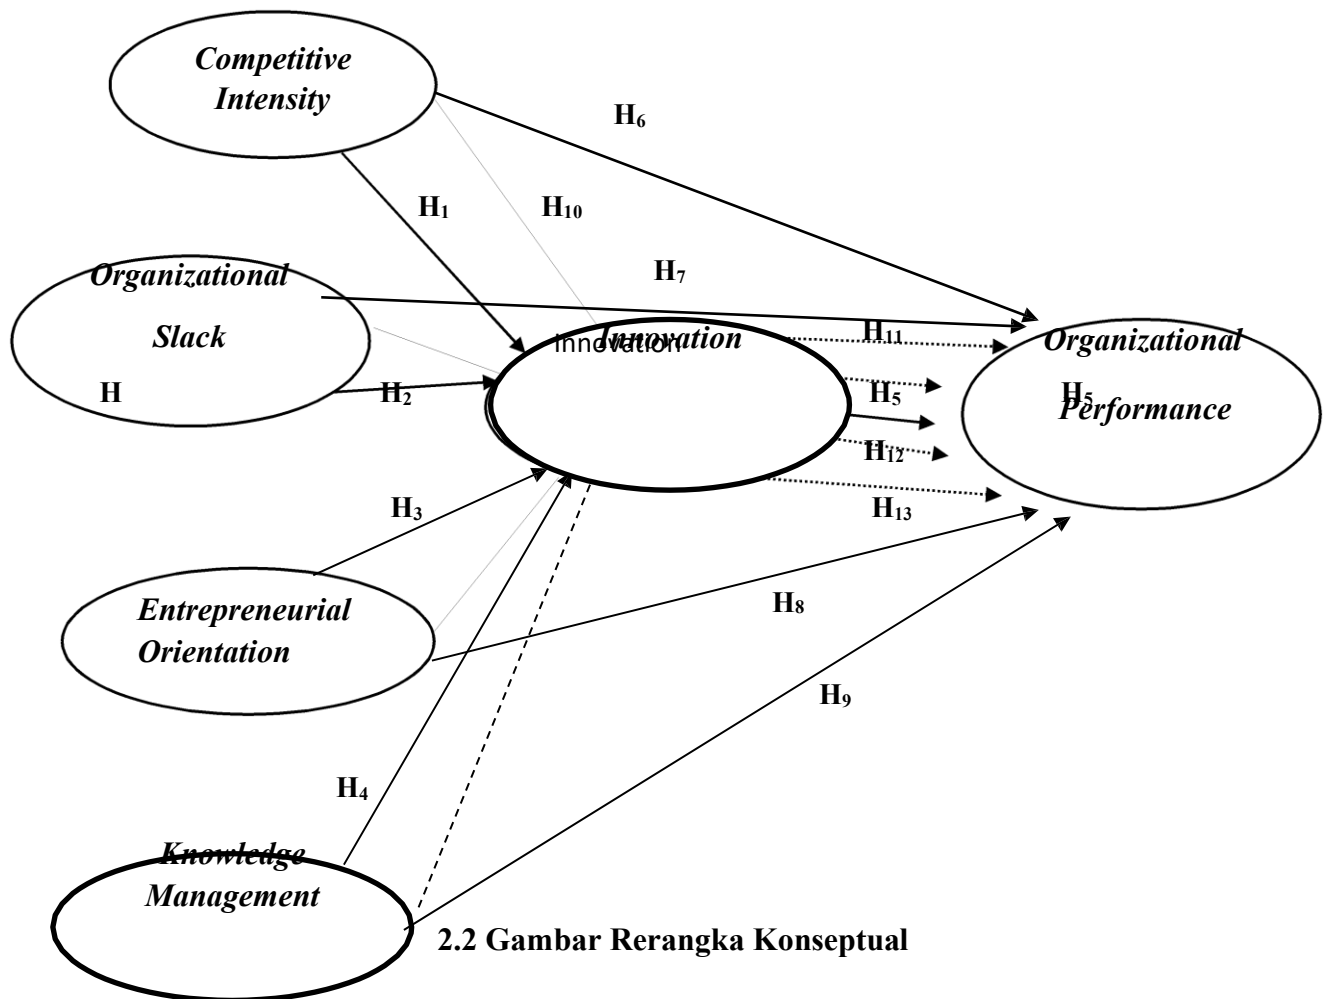 Competitive
Intensity
H6
H1
H10
H7
Organizational
Slack
Innovation
Innovation
H11
Organizational
Performance
H
H2
H5
H5
H12
H3
H13
Entrepreneurial
Orientation
H8
H9
H4
Knowledge
Management
2.2 Gambar Rerangka Konseptual